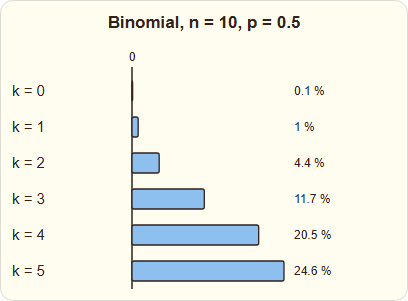 Binomial, n = 10, p = 0.5
0
k = 0 0.1 %
k = 1 1 %
k = 2 4.4 %
k = 3 11.7 %
k = 4 20.5 %
k = 5 24.6 %